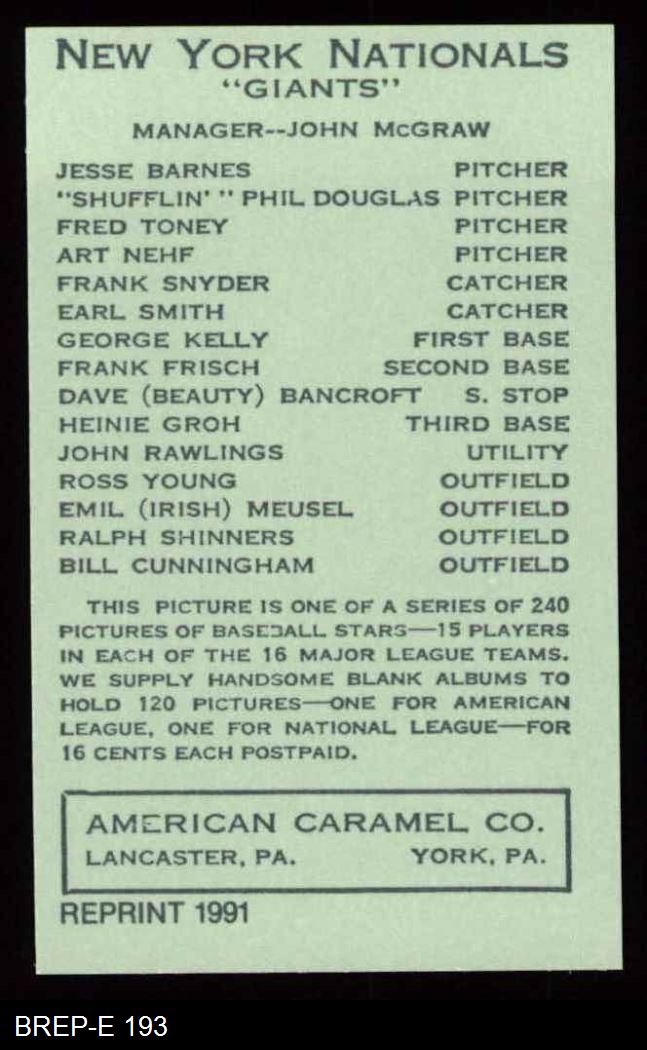 NEW YORK NATIONALS
"GIANTS"
MANAGER--JOHN McGRAW
JESSE BARNES PITCHER
"SHUFFLIN' " PHIL DOUGLAS PITCHER
FRED TONEY PITCHER
ART NEHF PITCHER
FRANK SNYDER CATCHER
EARL SMITH CATCHER
GEORGE KELLY FIRST BASE
FRANK FRISCH SECOND BASE
DAVE (BEAUTY) BANCROFT S. STOP
HEINIE GROH THIRD BASE
JOHN RAWLINGS UTILITY
ROSS YOUNG OUTFIELD
EMIL (IRISH) MEUSEL OUTFIELD
RALPH SHINNERS OUTFIELD
BILL CUNNINGHAM OUTFIELD
THIS PICTURE IS ONE OF A SERIES OF 240
PICTURES OF BASEBALL STARS—15 PLAYERS
IN EACH OF THE 16 MAJOR LEAGUE TEAMS.
WE SUPPLY HANDSOME BLANK ALBUMS TO
HOLD 120 PICTURES—ONE FOR AMERICAN
LEAGUE, ONE FOR NATIONAL LEAGUE—FOR
16 CENTS EACH POSTPAID.
AMERICAN CARAMEL CO.
LANCASTER, PA. YORK, PA.
REPRINT 1991
BREP-E 193